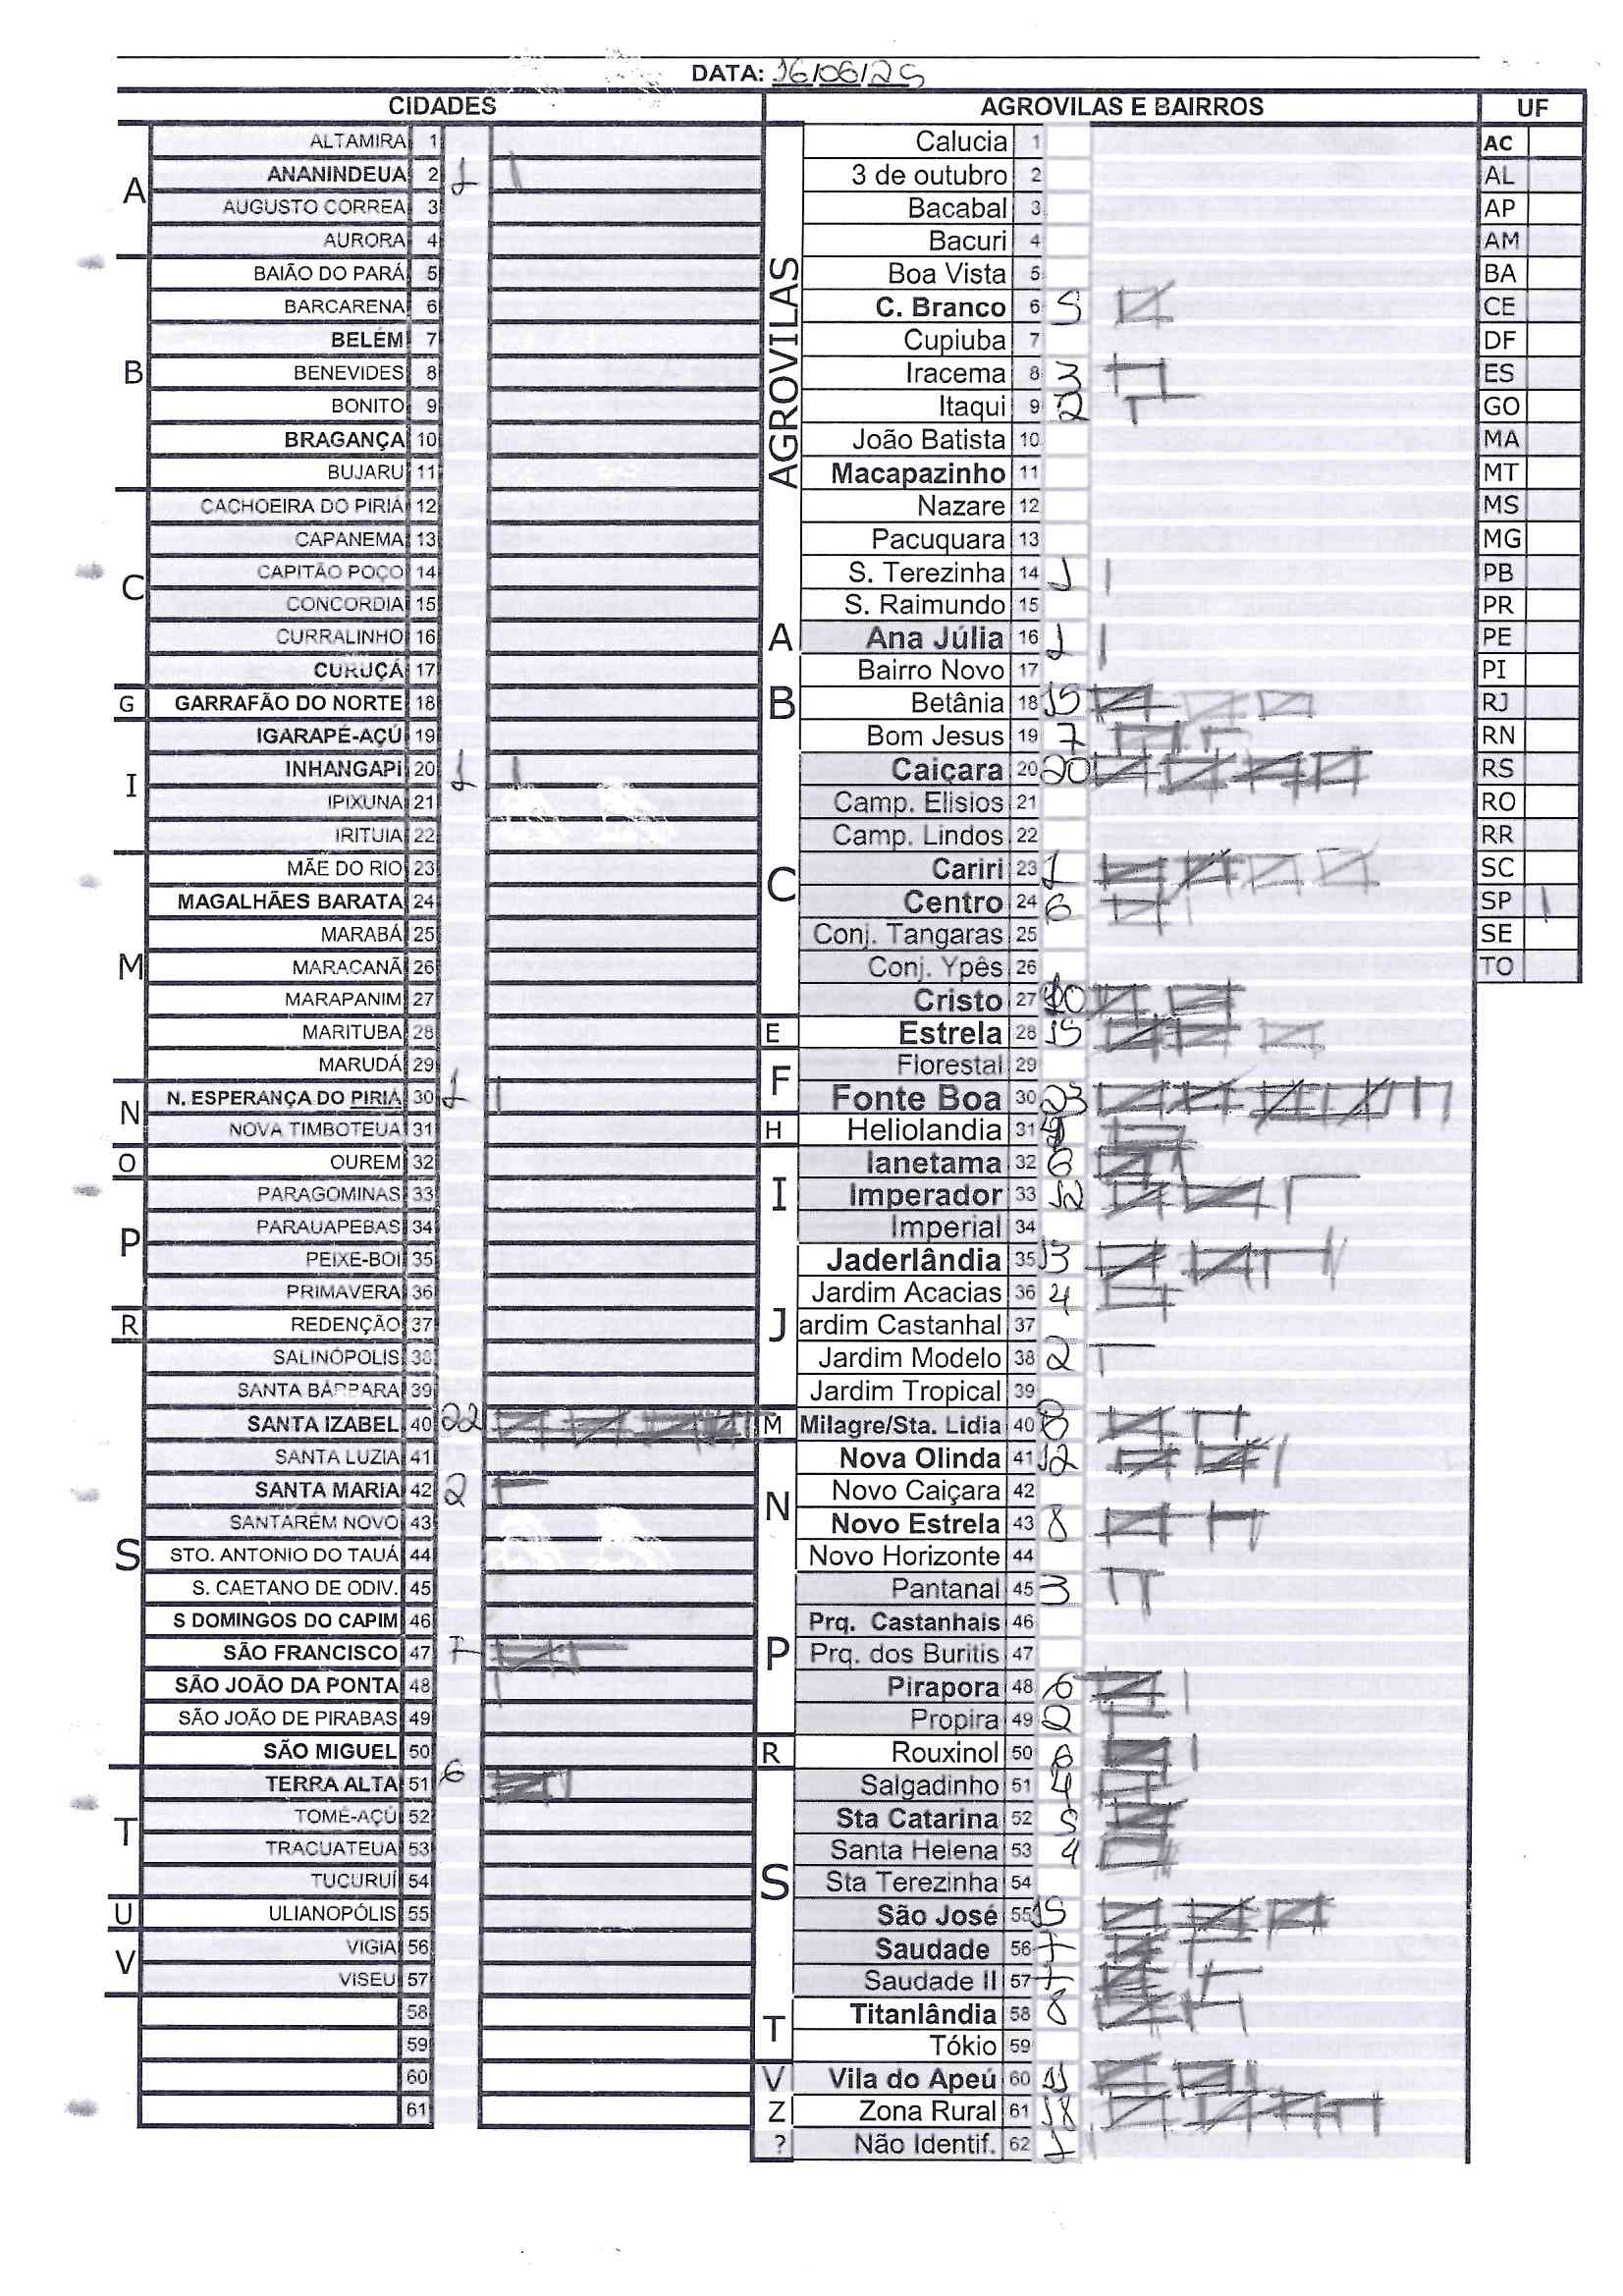 DATA: 16/06/25
CIDADES
A
ALTAMIRA 1
ANANINDEUA 2 1
AUGUSTO CORREA 3
AURORA 4
B
BAIÃO DO PARÁ 5
BARCARENA 6
BELÉM 7
BENEVIDES 8
BONITO 9
BRAGANÇA 10
BUJARU 11
C
CACHOEIRA DO PIRIÁ 12
CAPANEMA 13
CAPITÃO POÇO 14
CONCORDIA 15
CURRALINHO 16
CURUÇÁ 17
G
GARRAFÃO DO NORTE 18
I
IGARAPÉ-AÇÚ 19
INHANGAPI 20 1
IPIXUNA 21
IRITUIA 22
M
MÃE DO RIO 23
MAGALHÃES BARATA 24
MARABÁ 25
MARACANÃ 26
MARAPANIM 27
MARITUBA 28
MARUDÁ 29
N
N. ESPERANÇA DO PIRIÁ 30 1
NOVA TIMBOTEUA 31
O
OUREM 32
P
PARAGOMINAS 33
PARAUAPEBAS 34
PEIXE-BOI 35
PRIMAVERA 36
R
REDENÇÃO 37
S
SALINÓPOLIS 38
SANTA BÁRBARA 39
SANTA IZABEL 40 22
SANTA LUZIA 41
SANTA MARIA 42 2
SANTARÉM NOVO 43
STO. ANTONIO DO TAUÁ 44
S. CAETANO DE ODIV. 45
S DOMINGOS DO CAPIM 46
SÃO FRANCISCO 47 7
SÃO JOÃO DA PONTA 48
SÃO JOÃO DE PIRABAS 49
SÃO MIGUEL 50
T
TERRA ALTA 51 6
TOMÉ-AÇÚ 52
TRACUATEUA 53
TUCURUÍ 54
U
ULIANOPÓLIS 55
V
VIGIA 56
VISEU 57
58
59
60
61
AGROVILAS E BAIRROS
AGROVILAS
Calucia 1
3 de outubro 2
Bacabal 3
Bacuri 4
Boa Vista 5
C. Branco 6 5
Cupiuba 7
Iracema 8 3
Itaqui 9 2
João Batista 10
Macapazinho 11
Nazare 12
Pacuquara 13
S. Terezinha 14 1
S. Raimundo 15
A
Ana Júlia 16 1
B
Bairro Novo 17
Betânia 18 15
Bom Jesus 19 7
C
Caiçara 20 20
Camp. Elisios 21
Camp. Lindos 22
Cariri 23 1
Centro 24 6
Conj. Tangaras 25
Conj. Ypês 26
Cristo 27 10
E
Estrela 28 15
F
Florestal 29
Fonte Boa 30 23
H
Heliolandia 31
I
Ianetama 32 6
Imperador 33 12
Imperial 34
J
Jaderlândia 35 13
Jardim Acacias 36 4
ardim Castanhal 37
Jardim Modelo 38 2
Jardim Tropical 39
M
Milagre/Sta. Lidia 40 8
N
Nova Olinda 41 12
Novo Caiçara 42
Novo Estrela 43 8
Novo Horizonte 44
P
Pantanal 45 3
Prq. Castanhais 46
Prq. dos Buritis 47
Pirapora 48 6
Propira 49 2
R
Rouxinol 50 6
S
Salgadinho 51 4
Sta Catarina 52 5
Santa Helena 53 4
Sta Terezinha 54
São José 55 15
Saudade 56 7
Saudade II 57 7
T
Titanlândia 58 8
Tókio 59
V
Vila do Apeú 60 11
Z
Zona Rural 61 18
?
Não Identif. 62 1
UF
AC
AL
AP
AM
BA
CE
DF
ES
GO
MA
MT
MS
MG
PB
PR
PE
PI
RJ
RN
RS
RO
RR
SC
SP
SE
TO